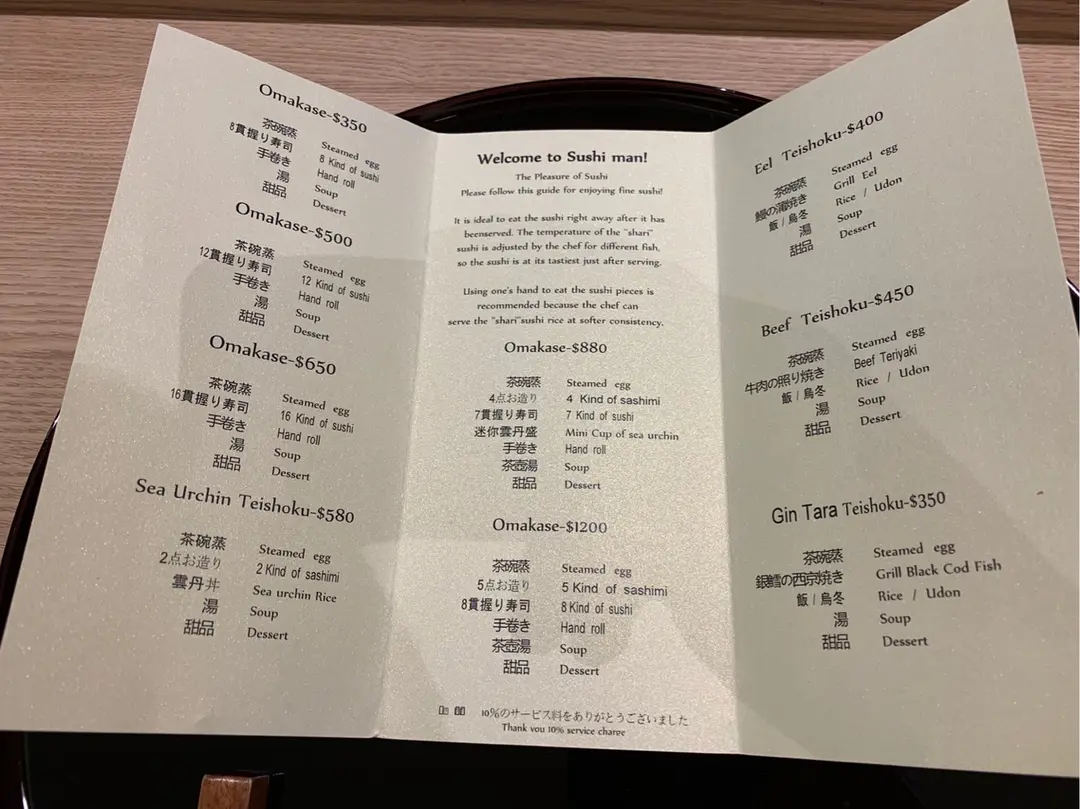 Omakase-$350
茶碗蒸 Steamed egg
8貫握り寿司 8 Kind of sushi
手巻き Hand roll
湯 Soup
甜品 Dessert
Omakase-$500
茶碗蒸 Steamed egg
12貫握り寿司 12 Kind of sushi
手巻き Hand roll
湯 Soup
甜品 Dessert
Omakase-$650
茶碗蒸 Steamed egg
16貫握り寿司 16 Kind of sushi
手巻き Hand roll
湯 Soup
甜品 Dessert
Sea Urchin Teishoku-$580
茶碗蒸 Steamed egg
2点お造り 2 Kind of sashimi
雲丹丼 Sea urchin Rice
湯 Soup
甜品 Dessert
Welcome to Sushi man!
The Pleasure of Sushi
Please follow this guide for enjoying fine sushi!
It is ideal to eat the sushi right away after it has
beenserved. The temperature of the "shari"
sushi is adjusted by the chef for different fish,
so the sushi is at its tastiest just after serving.
Using one's hand to eat the sushi pieces is
recommended because the chef can
serve the "shari"sushi rice at softer consistency.
Omakase-$880
茶碗蒸 Steamed egg
4点お造り 4 Kind of sashimi
7貫握り寿司 7 Kind of sushi
迷你雲丹盛 Mini Cup of sea urchin
手巻き Hand roll
茶壺湯 Soup
甜品 Dessert
Omakase-$1200
茶碗蒸 Steamed egg
5点お造り 5 Kind of sashimi
8貫握り寿司 8 Kind of sushi
手巻き Hand roll
茶壺湯 Soup
甜品 Dessert
10%のサービス料をありがとうございました
Thank you 10% service charge
Eel Teishoku-$400
茶碗蒸 Steamed egg
鰻の蒲焼き Grill Eel
飯 / 烏冬 Rice / Udon
湯 Soup
甜品 Dessert
Beef Teishoku-$450
茶碗蒸 Steamed egg
牛肉の照り焼き Beef Teriyaki
飯 / 烏冬 Rice / Udon
湯 Soup
甜品 Dessert
Gin Tara Teishoku-$350
茶碗蒸 Steamed egg
銀鱈の西京焼き Grill Black Cod Fish
飯 / 烏冬 Rice / Udon
湯 Soup
甜品 Dessert